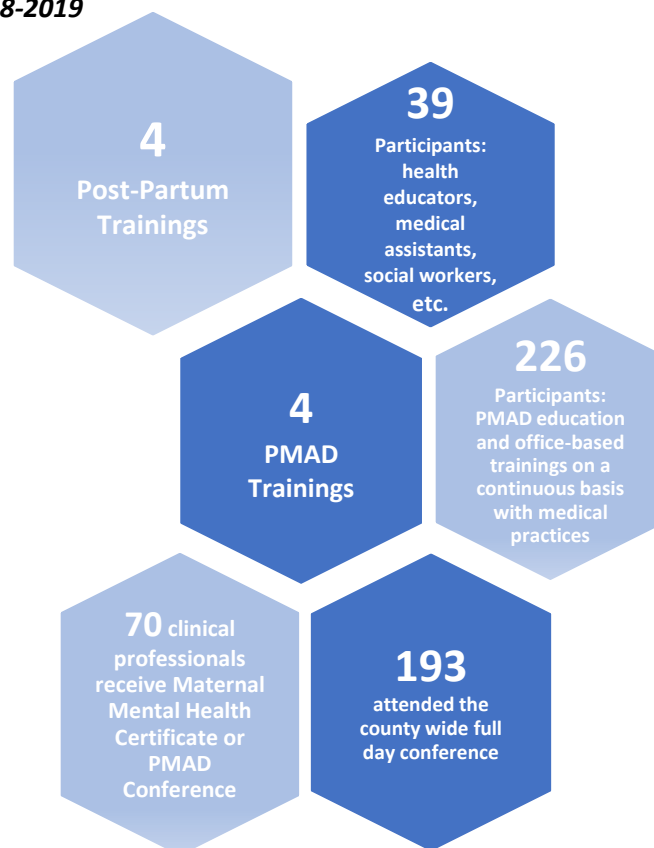 8-2019
4
Post-Partum
Trainings
39
Participants:
health
educators,
medical
assistants,
social workers,
etc.
4
PMAD
Trainings
226
Participants:
PMAD education
and office-based
trainings on a
continuous basis
with medical
practices
70 clinical
professionals
receive Maternal
Mental Health
Certificate or
PMAD
Conference
193
attended the
county wide full
day conference